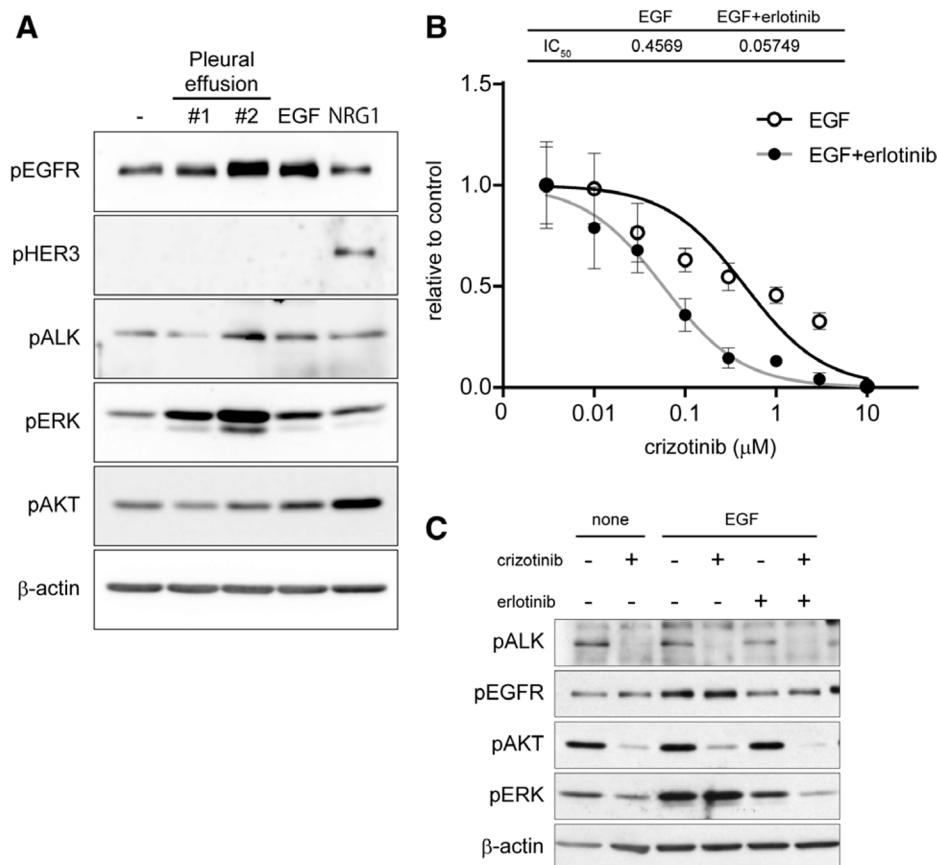 A
Pleural
effusion
- #1 #2 EGF NRG1
pEGFR
pHER3
pALK
pERK
pAKT
β-actin
B
EGF EGF+erlotinib
IC50 0.4569 0.05749
1.5
1.0
0.5
0.0
relative to control
EGF
EGF+erlotinib
0 0.01 0.1 1 10
crizotinib (μM)
C
none EGF
crizotinib - + - + - +
erlotinib - - - - + +
pALK
pEGFR
pAKT
pERK
β-actin